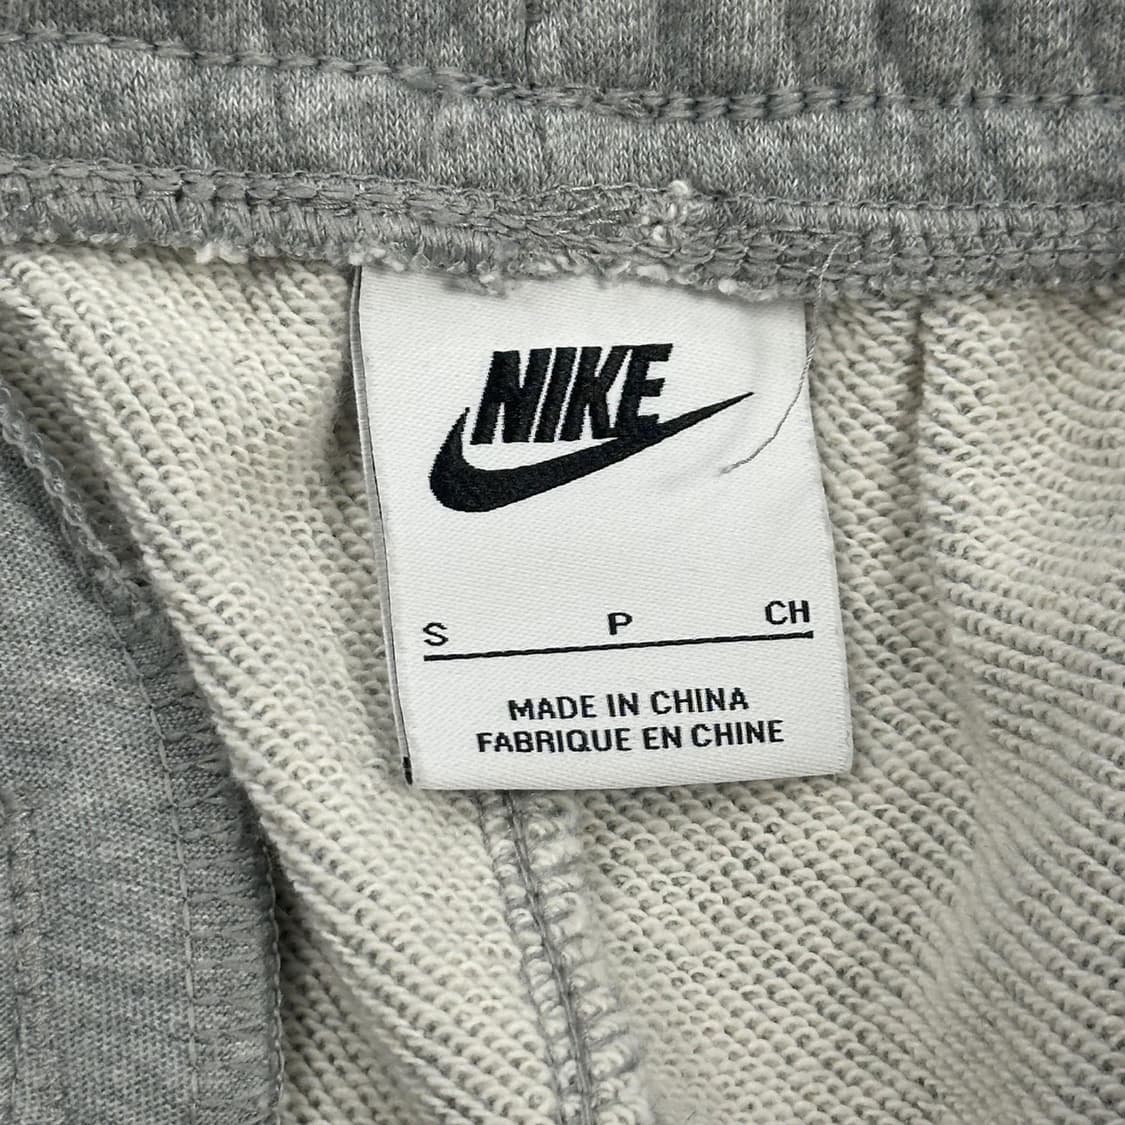 NIKE
S P CH
MADE IN CHINA
FABRIQUE EN CHINE